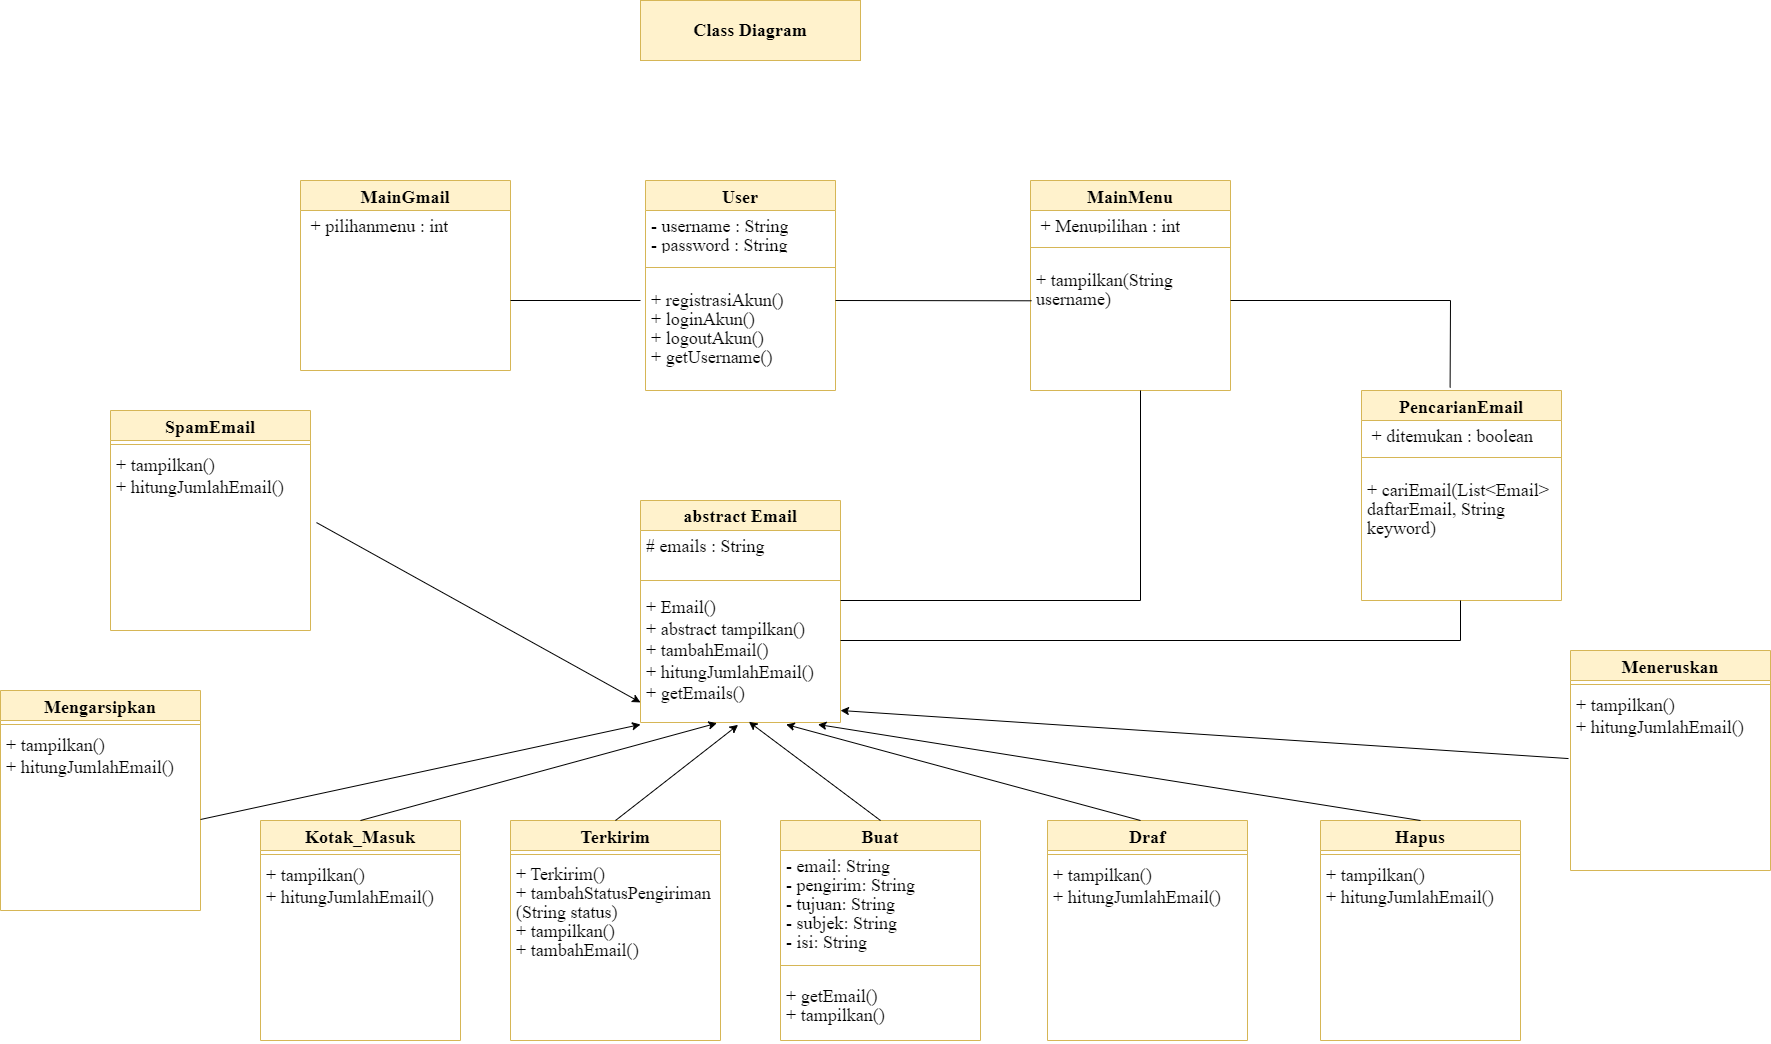 Class Diagram
MainGmail
+ pilihanmenu : int
User
- username : String
- password : String
+ registrasiAkun()
+ loginAkun()
+ logoutAkun()
+ getUsername()
MainMenu
+ Menupilihan : int
+ tampilkan(String
username)
PencarianEmail
+ ditemukan : boolean
+ cariEmail(List<Email>
daftarEmail, String
keyword)
SpamEmail
+ tampilkan()
+ hitungJumlahEmail()
abstract Email
# emails : String
+ Email()
+ abstract tampilkan()
+ tambahEmail()
+ hitungJumlahEmail()
+ getEmails()
Meneruskan
+ tampilkan()
+ hitungJumlahEmail()
Mengarsipkan
+ tampilkan()
+ hitungJumlahEmail()
Kotak_Masuk
+ tampilkan()
+ hitungJumlahEmail()
Terkirim
+ Terkirim()
+ tambahStatusPengiriman
(String status)
+ tampilkan()
+ tambahEmail()
Buat
- email: String
- pengirim: String
- tujuan: String
- subjek: String
- isi: String
+ getEmail()
+ tampilkan()
Draf
+ tampilkan()
+ hitungJumlahEmail()
Hapus
+ tampilkan()
+ hitungJumlahEmail()